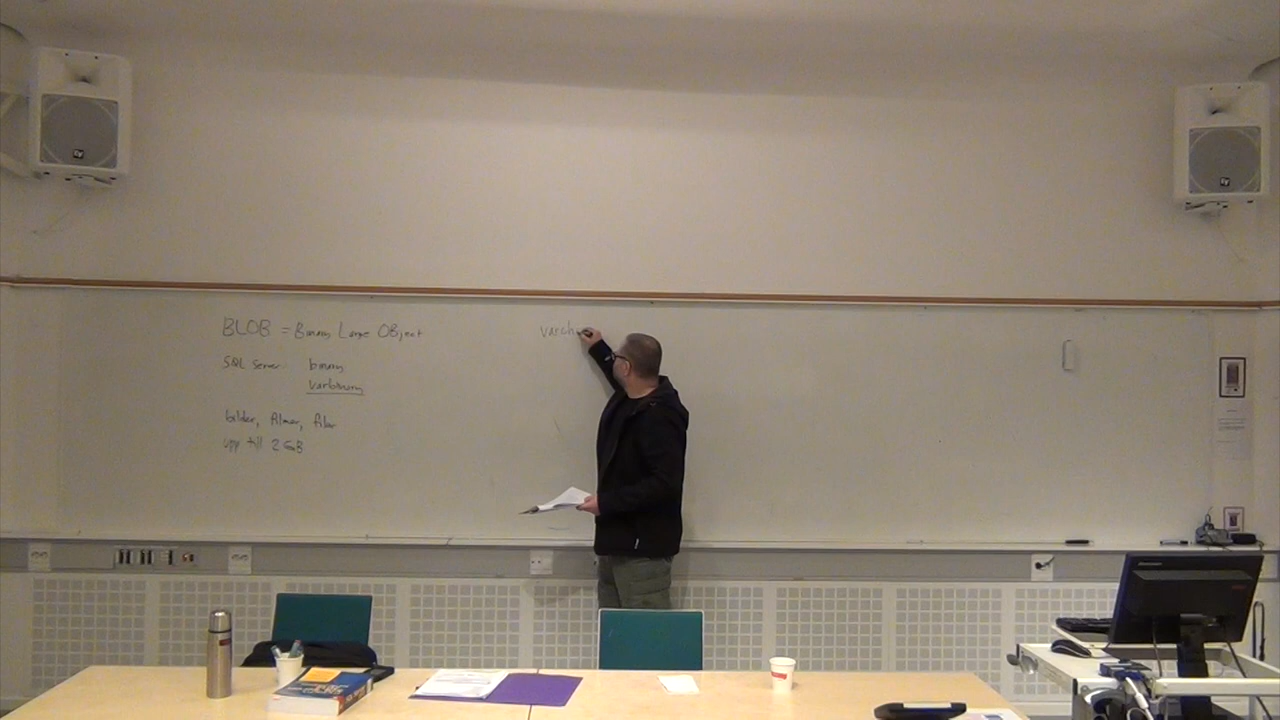 BLOB = Binary Large OBject
SQL Server binary
varbinary
bilder, filmer, filer
upp till 2 GB
varch